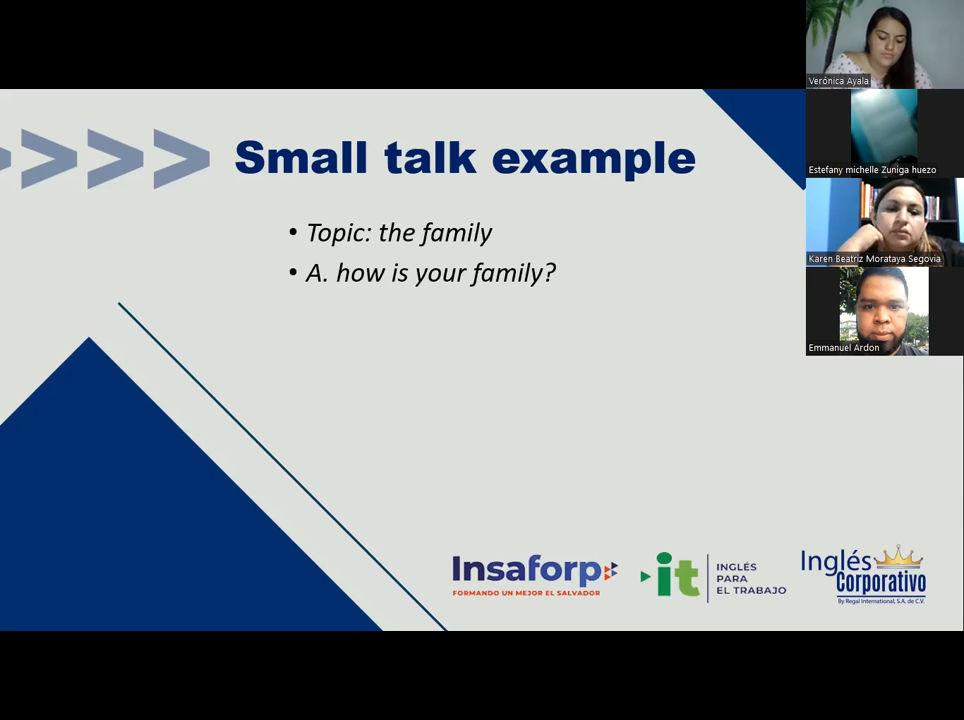 Small talk example
• Topic: the family
• A. how is your family?
Verónica Ayala
Estefany michelle Zuniga huezo
Karen Beatriz Morataya Segovia
Emmanuel Ardon
Insaforp
FORMANDO UN MEJOR EL SALVADOR
it
INGLÉS
PARA
EL TRABAJO
Inglés
Corporativo
By Regal International, S.A. de C.V.